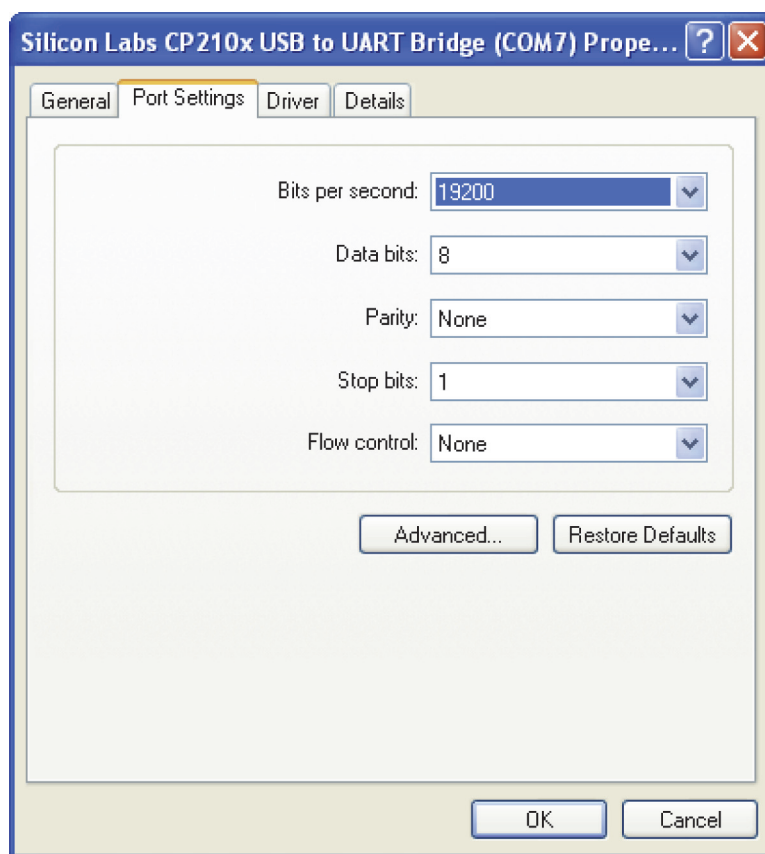 Silicon Labs CP210x USB to UART Bridge (COM7) Prope...
General Port Settings Driver Details
Bits per second: 19200
Data bits: 8
Parity: None
Stop bits: 1
Flow control: None
Advanced... Restore Defaults
OK Cancel